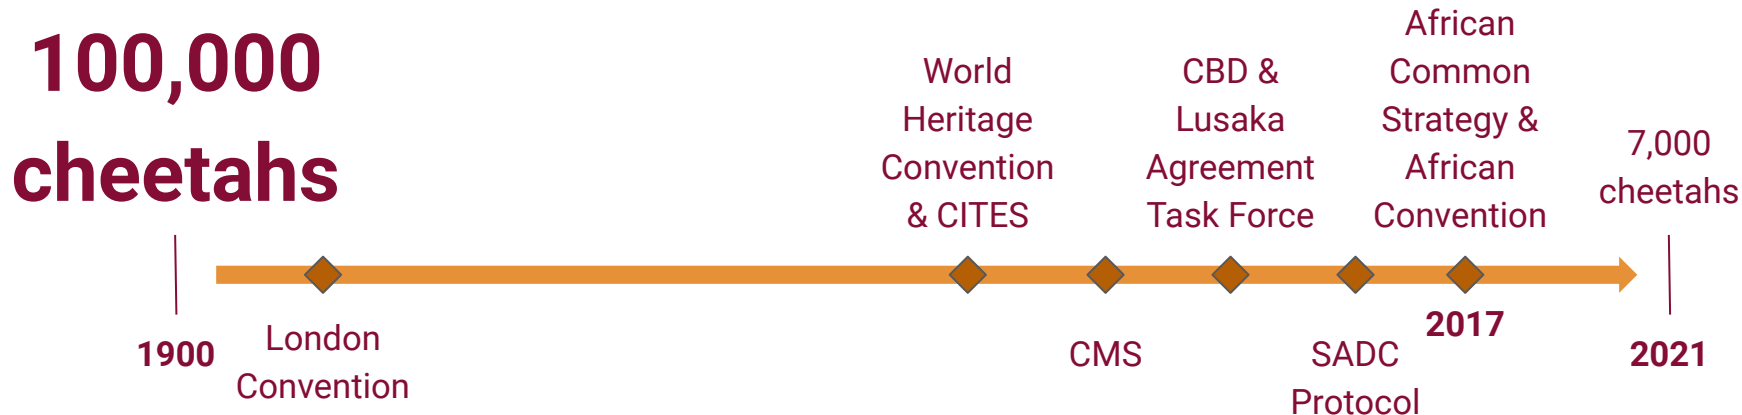 100,000
cheetahs
1900
London
Convention
World
Heritage
Convention
& CITES
CMS
CBD &
Lusaka
Agreement
Task Force
SADC
Protocol
African
Common
Strategy &
African
Convention
2017
7,000
cheetahs
2021